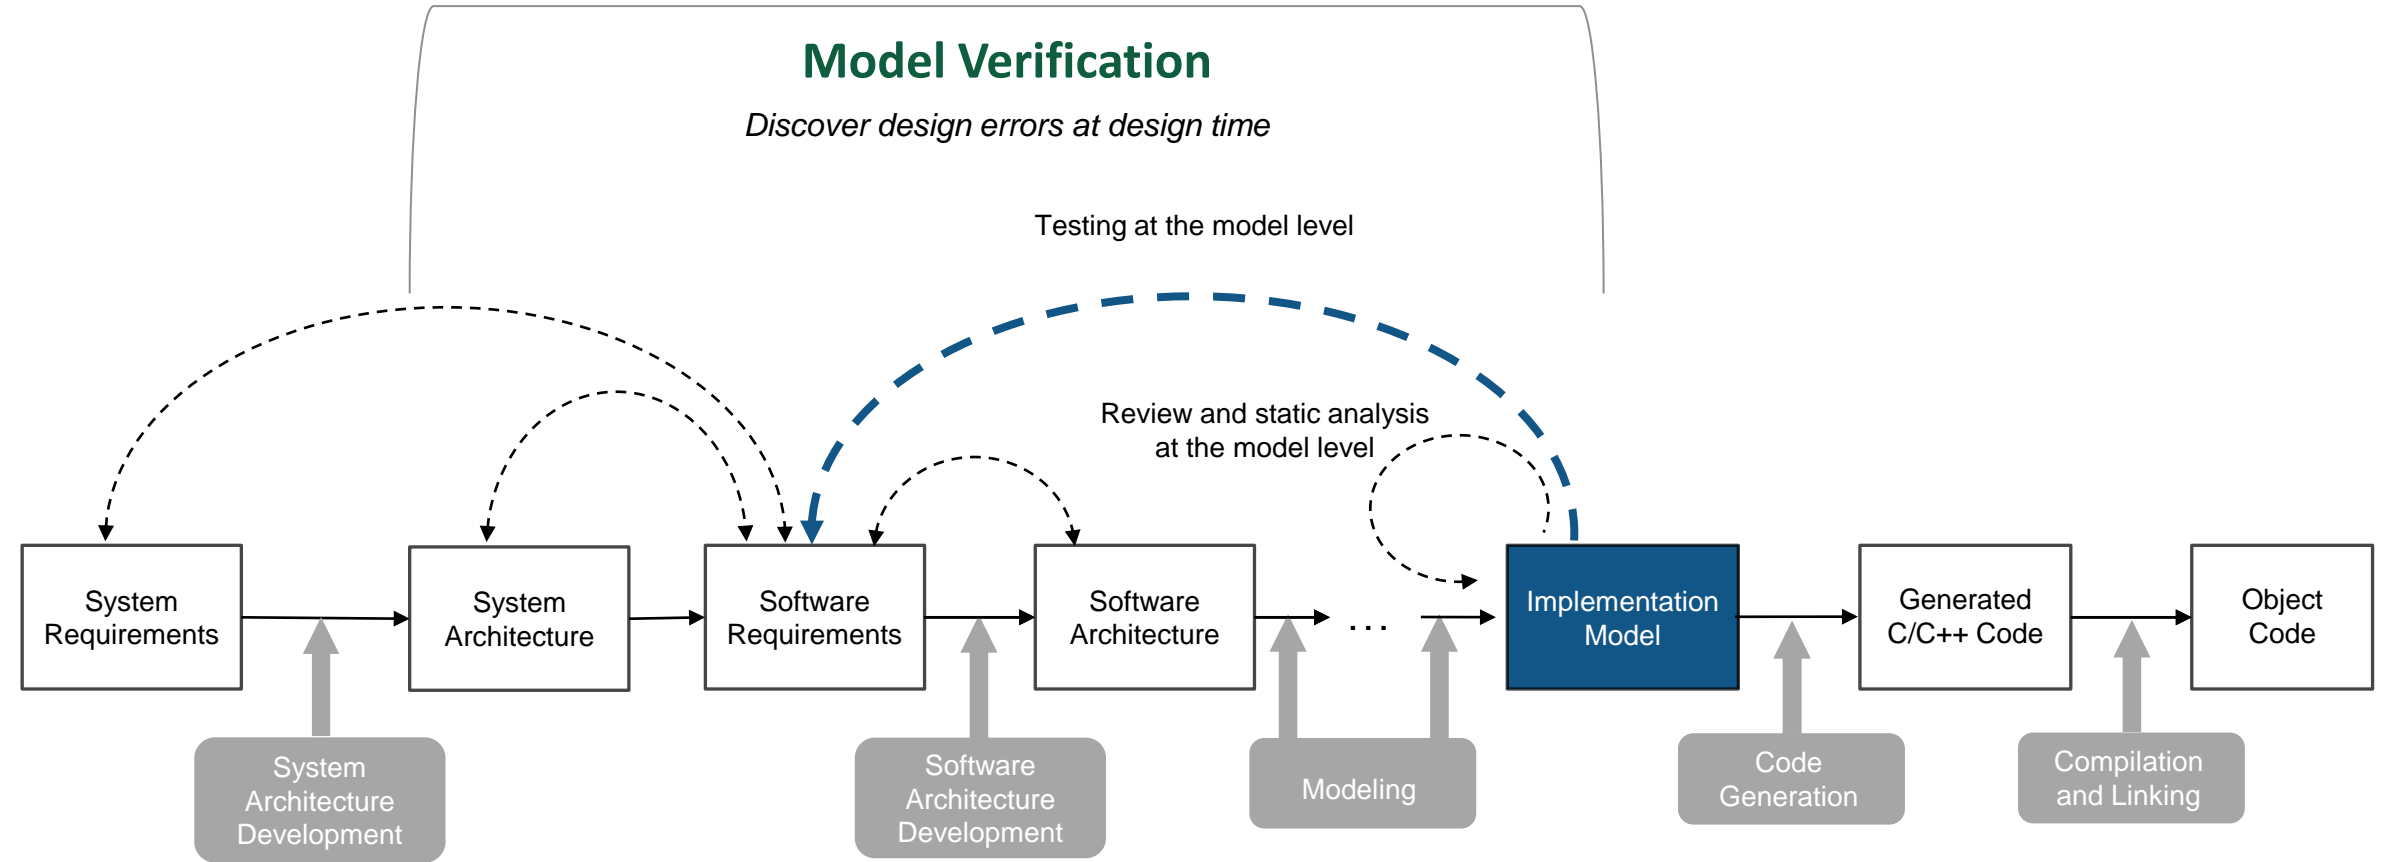 Model Verification
Discover design errors at design time
Testing at the model level
Review and static analysis
at the model level
System
Requirements
System
Architecture
Software
Requirements
Software
Architecture
...
Implementation
Model
Generated
C/C++ Code
Object
Code
System
Architecture
Development
Software
Architecture
Development
Modeling
Code
Generation
Compilation
and Linking